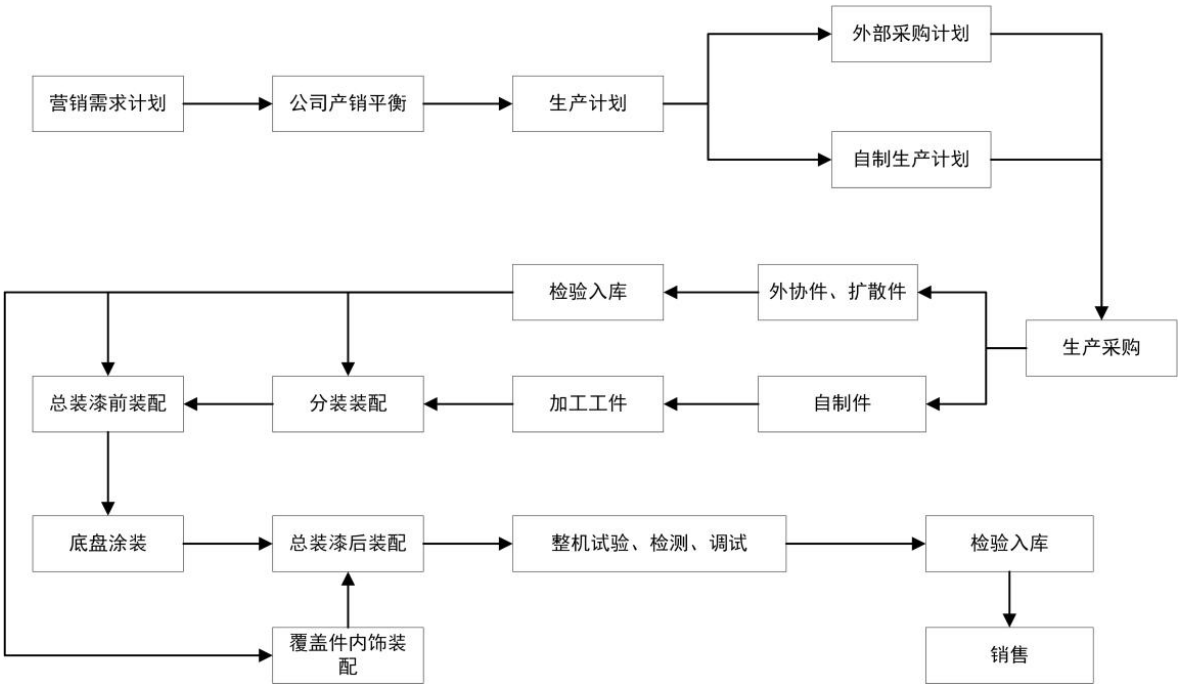 外部采购计划
营销需求计划
公司产销平衡
生产计划
自制生产计划
检验入库
外协件、扩散件
生产采购
总装漆前装配
分装装配
加工工件
自制件
底盘涂装
总装漆后装配
整机试验、检测、调试
检验入库
覆盖件内饰装
配
销售